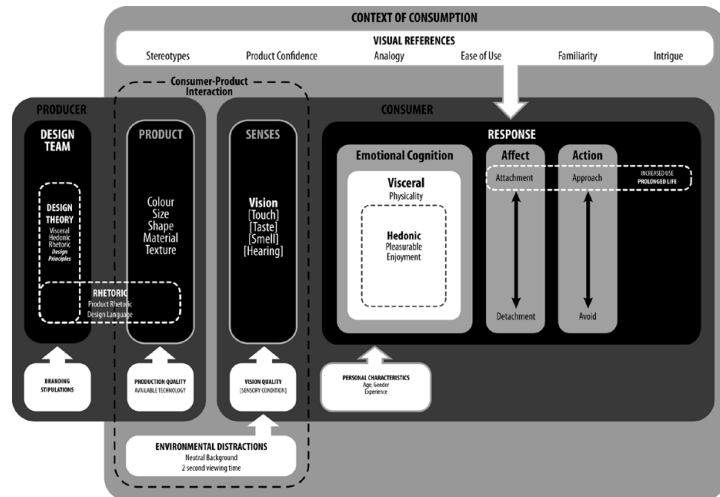 CONTEXT OF CONSUMPTION
VISUAL REFERENCES
Stereotypes Product Confidence Analogy Ease of Use Familiarity Intrigue
Consumer-Product
Interaction
PRODUCER
CONSUMER
DESIGN
TEAM
DESIGN
THEORY
Visceral
Hedonic
Rhetoric
Design
Principles
RHETORIC
Product Rhetoric
Design Language
PRODUCT
Colour
Size
Shape
Material
Texture
SENSES
Vision
[Touch]
[Taste]
[Smell]
[Hearing]
RESPONSE
Emotional Cognition
Visceral
Physicality
Hedonic
Pleasurable
Enjoyment
Affect
Attachment
Detachment
Action
Approach
Avoid
INCREASED USE
PROLONGED LIFE
BRANDING
STIPULATIONS
PRODUCTION QUALITY
AVAILABLE TECHNOLOGY
VISION QUALITY
[SENSORY CONDITION]
PERSONAL CHARACTERISTICS
Age, Gender
Experience
ENVIRONMENTAL DISTRACTIONS
Neutral Background
2 second viewing time